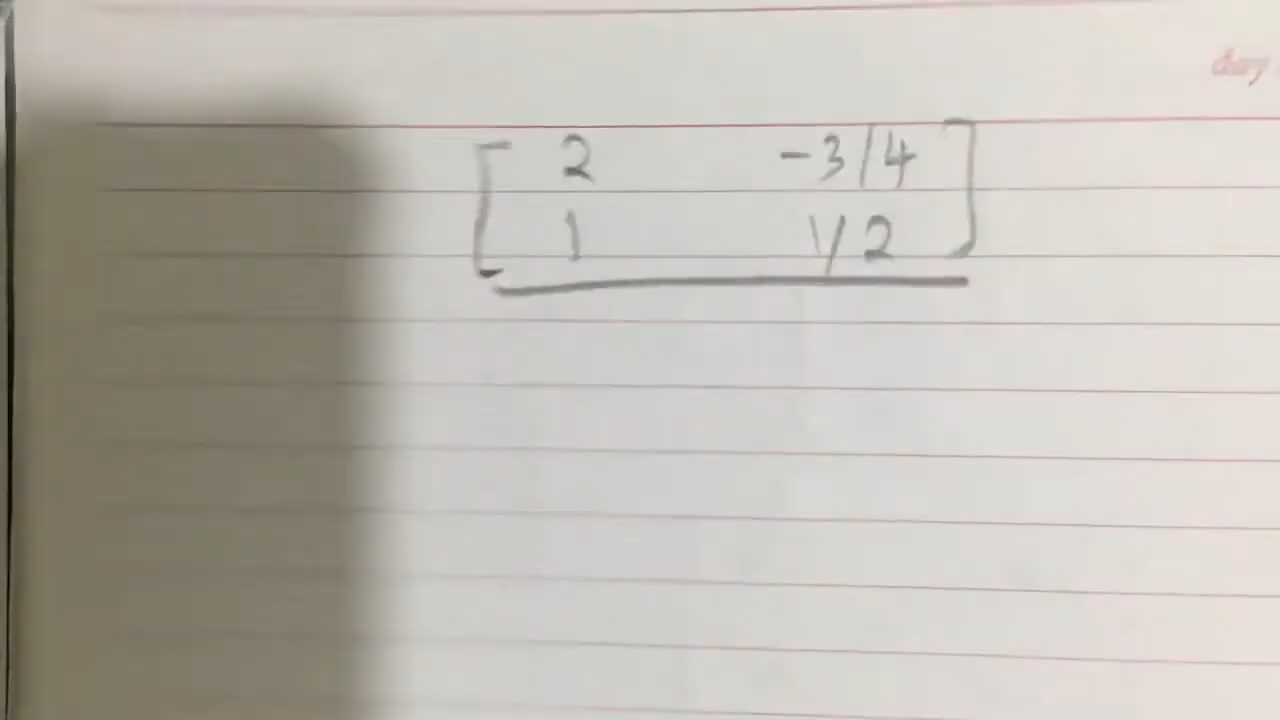 [ 2 -3/4 ]
[ 1 1/2 ]